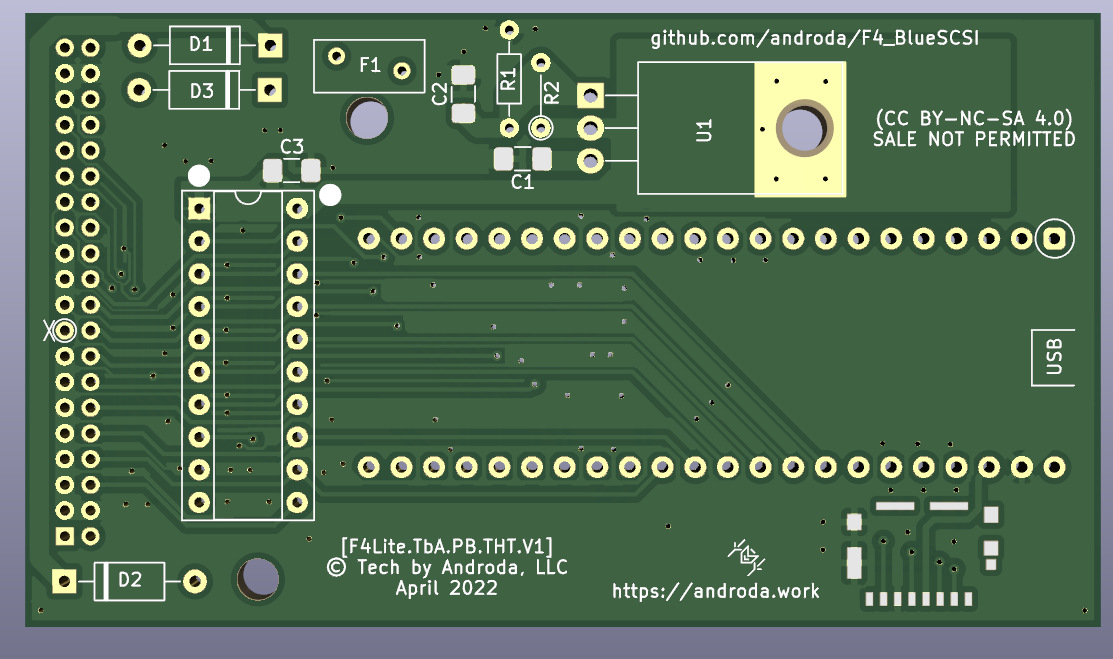 D1
D3
F1
C2
R1
R2
github.com/androda/F4_BlueSCSI
U1
(CC BY-NC-SA 4.0)
SALE NOT PERMITTED
C3
C1
X
USB
D2
[F4Lite.TbA.PB.THT.V1]
© Tech by Androda, LLC
April 2022
https://androda.work